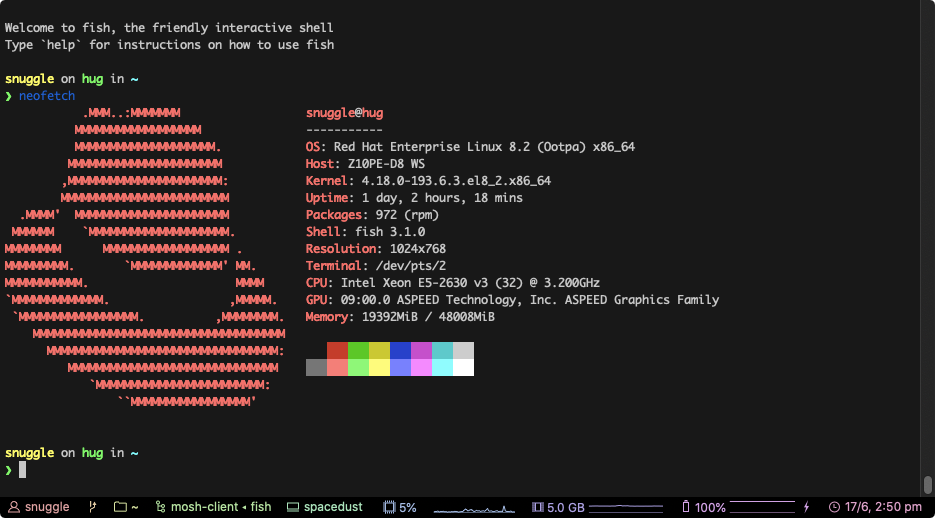 Welcome to fish, the friendly interactive shell
Type `help` for instructions on how to use fish
snuggle on hug in ~
❯ neofetch
.MMM..:MMMMMMM snuggle@hug
MMMMMMMMMMMMMMMMMM -----------
MMMMMMMMMMMMMMMMMMMM. OS: Red Hat Enterprise Linux 8.2 (Ootpa) x86_64
MMMMMMMMMMMMMMMMMMMMMM Host: Z10PE-D8 WS
,MMMMMMMMMMMMMMMMMMMMMM: Kernel: 4.18.0-193.6.3.el8_2.x86_64
MMMMMMMMMMMMMMMMMMMMMMMM Uptime: 1 day, 2 hours, 18 mins
.MMMM'  MMMMMMMMMMMMMMMMMMMMMM Packages: 972 (rpm)
MMMMMM    `MMMMMMMMMMMMMMMMMMMM. Shell: fish 3.1.0
MMMMMMMM      MMMMMMMMMMMMMMMMMM . Resolution: 1024x768
MMMMMMMMM.       `MMMMMMMMMMMMM' MM. Terminal: /dev/pts/2
MMMMMMMMMMM.                     MMMM CPU: Intel Xeon E5-2630 v3 (32) @ 3.200GHz
`MMMMMMMMMMMMM.                 ,MMMMM. GPU: 09:00.0 ASPEED Technology, Inc. ASPEED Graphics Family
`MMMMMMMMMMMMMMMMM.          ,MMMMMMMM. Memory: 19392MiB / 48008MiB
MMMMMMMMMMMMMMMMMMMMMMMMMMMMMMMMMMMM
MMMMMMMMMMMMMMMMMMMMMMMMMMMMMMMMM:
MMMMMMMMMMMMMMMMMMMMMMMMMMMMMM
`MMMMMMMMMMMMMMMMMMMMMMMM:
``MMMMMMMMMMMMMMMMM'
snuggle on hug in ~
❯
snuggle ~ mosh-client ◂ fish spacedust 5% 5.0 GB 100% 17/6, 2:50 pm